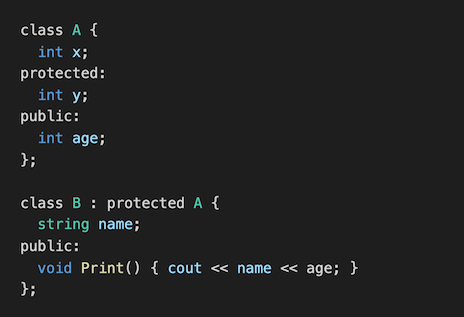 class A {
  int x;
protected:
  int y;
public:
  int age;
};

class B : protected A {
  string name;
public:
  void Print() { cout << name << age; }
};